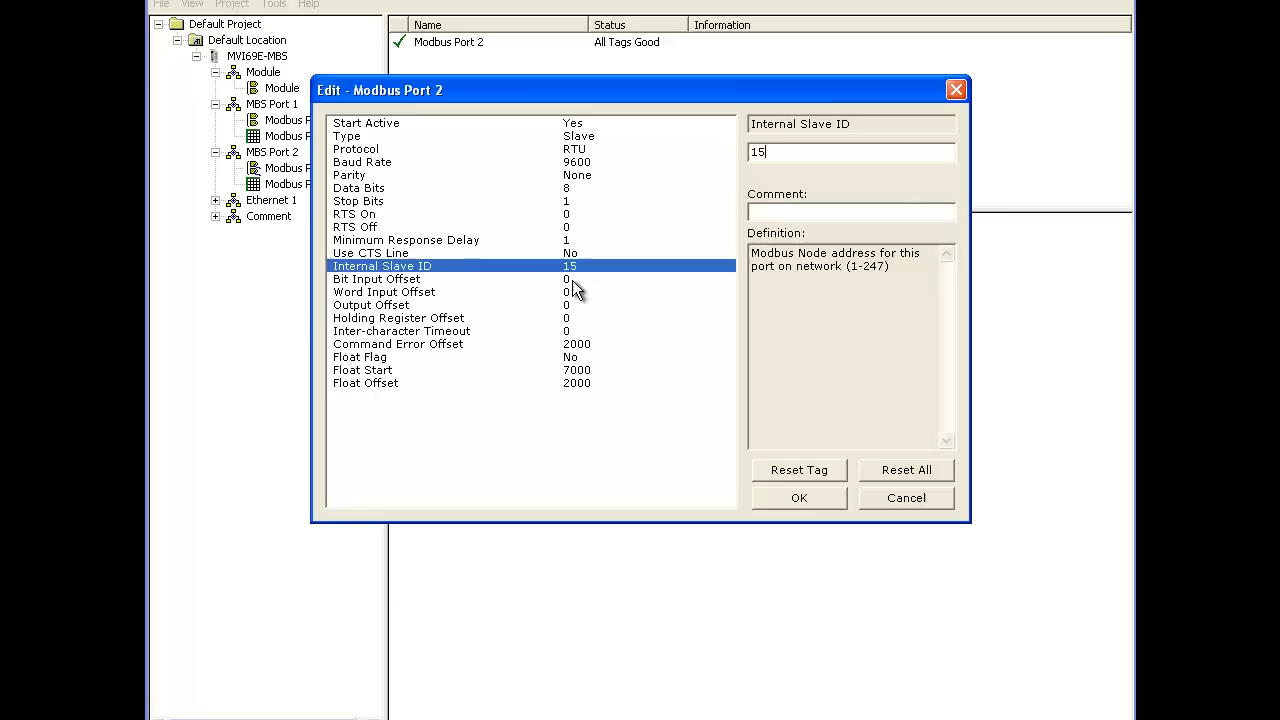 File View Project Tools Help
Default Project
Default Location
MVI69E-MBS
Module
Module
MBS Port 1
Modbus P
Modbus P
MBS Port 2
Modbus P
Modbus P
Ethernet 1
Comment
Name Status Information
Modbus Port 2 All Tags Good
Edit - Modbus Port 2
Start Active Yes
Type Slave
Protocol RTU
Baud Rate 9600
Parity None
Data Bits 8
Stop Bits 1
RTS On 0
RTS Off 0
Minimum Response Delay 1
Use CTS Line No
Internal Slave ID 15
Bit Input Offset 0
Word Input Offset 0
Output Offset 0
Holding Register Offset 0
Inter-character Timeout 0
Command Error Offset 2000
Float Flag No
Float Start 7000
Float Offset 2000
Internal Slave ID
15
Comment:
Definition:
Modbus Node address for this
port on network (1-247)
Reset Tag Reset All
OK Cancel